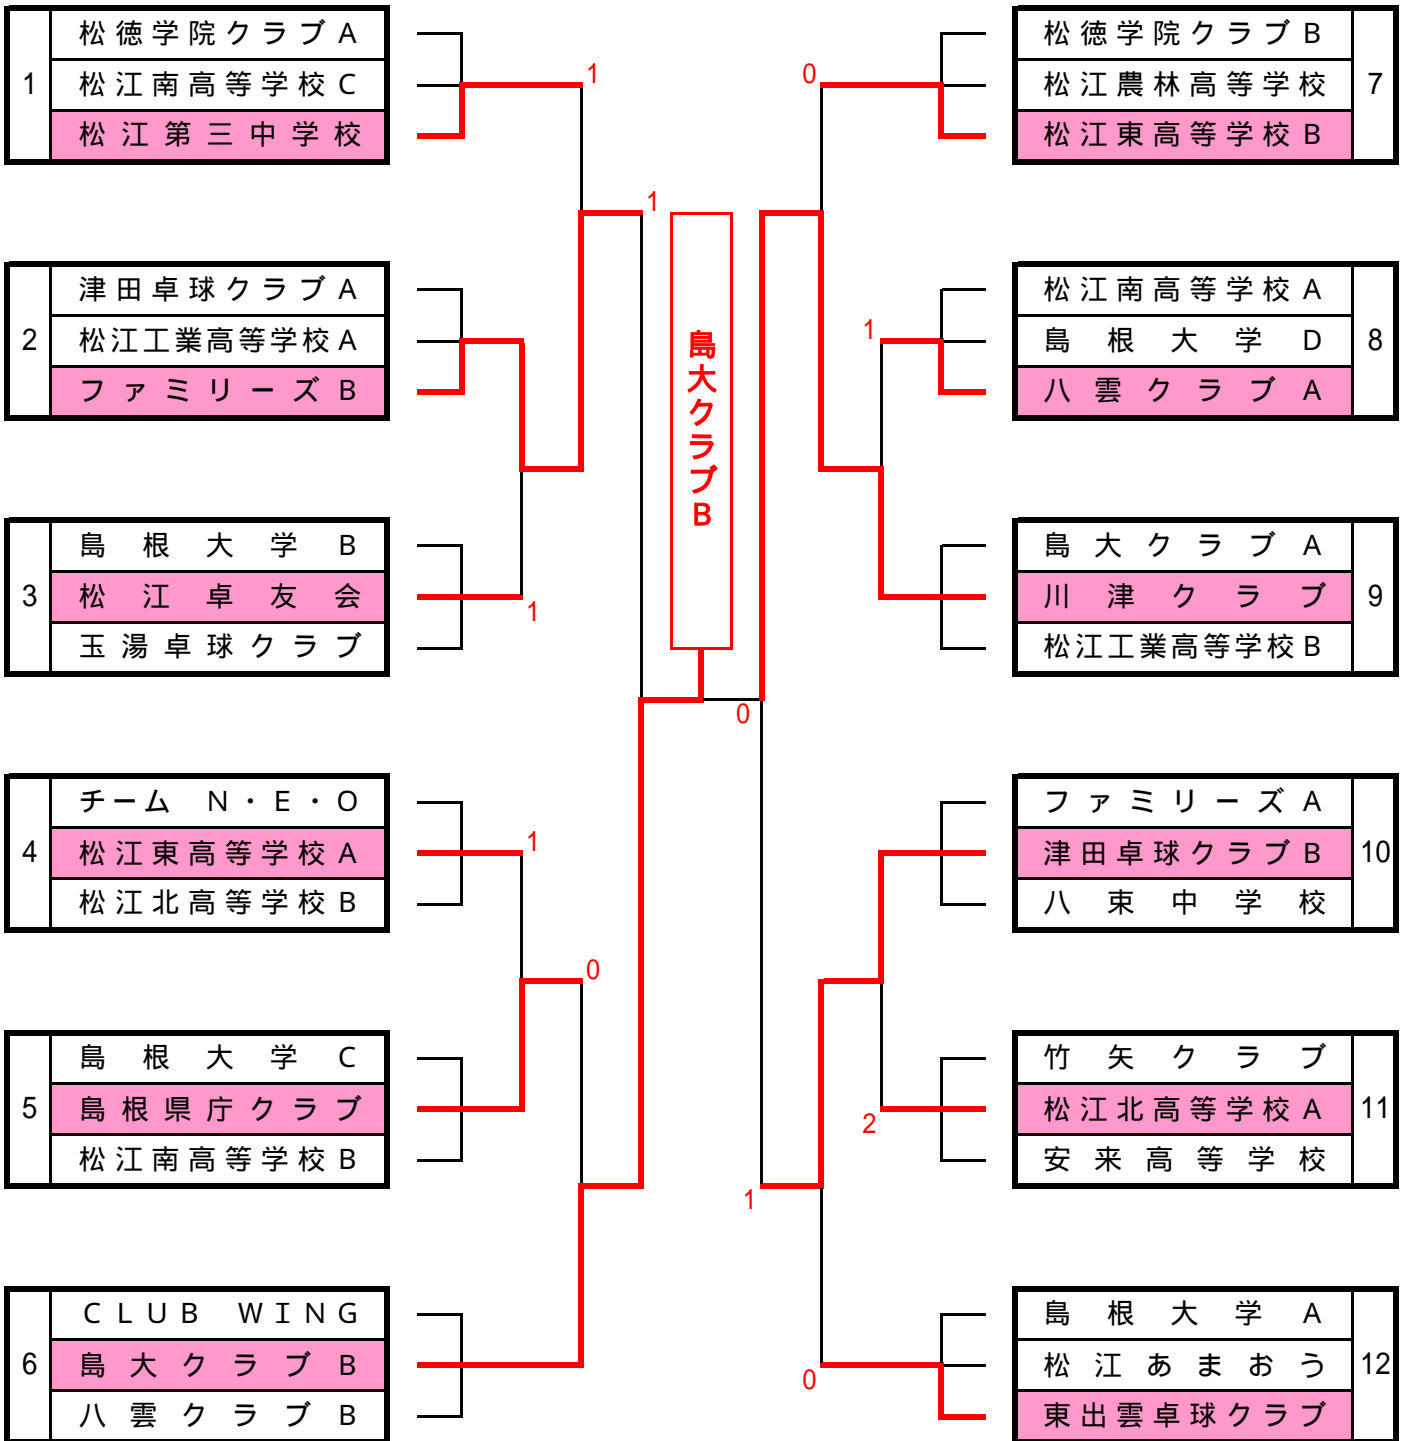 1
松徳学院クラブA
松江南高等学校C
松江第三中学校
2
津田卓球クラブA
松江工業高等学校A
ファミリーズB
3
島根大学B
松江卓友会
玉湯卓球クラブ
4
チーム N・E・O
松江東高等学校A
松江北高等学校B
5
島根大学C
島根県庁クラブ
松江南高等学校B
6
CLUB WING
島大クラブB
八雲クラブB
1
1
1
1
0
島大クラブB
0
0
1
2
1
0
松徳学院クラブB
松江農林高等学校
松江東高等学校B
7
松江南高等学校A
島根大学D
八雲クラブA
8
島大クラブA
川津クラブ
松江工業高等学校B
9
ファミリーズA
津田卓球クラブB
八束中学校
10
竹矢クラブ
松江北高等学校A
安来高等学校
11
島根大学A
松江あまおう
東出雲卓球クラブ
12